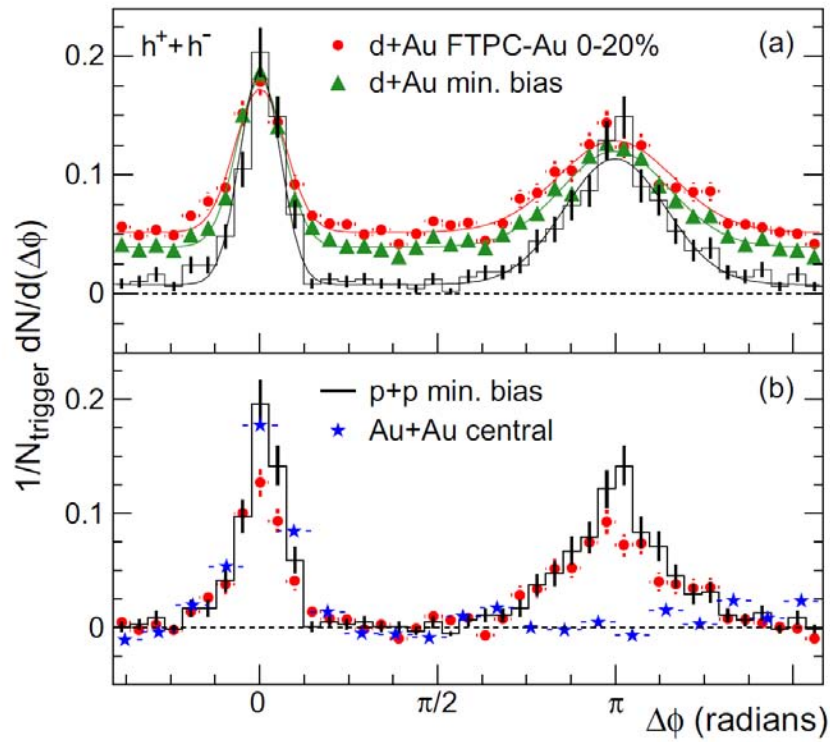 h⁺+h⁻
d+Au FTPC-Au 0-20%
(a)
d+Au min. bias
0.2
0.1
0
1/N_trigger dN/d(Δϕ)
p+p min. bias
(b)
Au+Au central
0.2
0.1
0
0
π/2
π
Δϕ (radians)